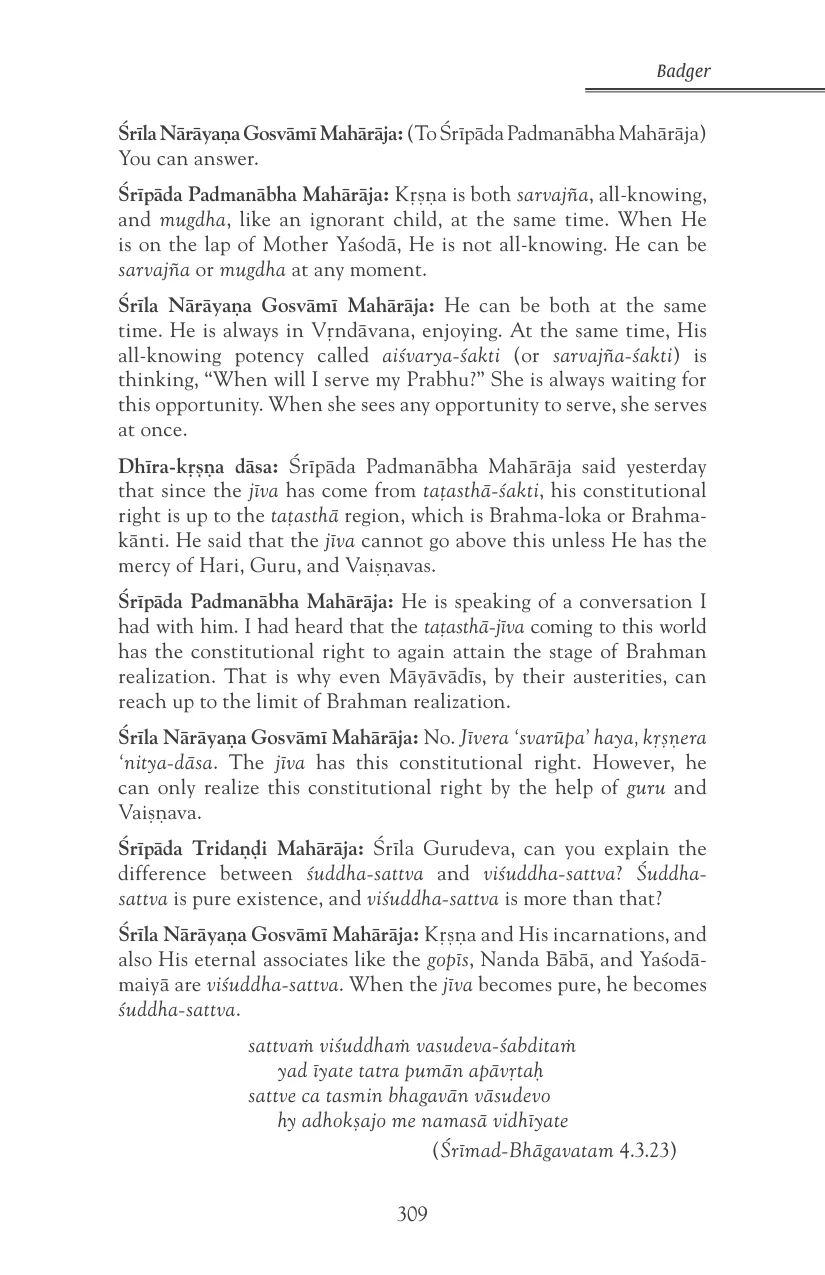 Badger
Śrīla Nārāyaṇa Gosvāmī Mahārāja: (To Śrīpāda Padmanābha Mahārāja)
You can answer.
Śrīpāda Padmanābha Mahārāja: Kṛṣṇa is both sarvajña, all-knowing,
and mugdha, like an ignorant child, at the same time. When He
is on the lap of Mother Yaśodā, He is not all-knowing. He can be
sarvajña or mugdha at any moment.
Śrīla Nārāyaṇa Gosvāmī Mahārāja: He can be both at the same
time. He is always in Vṛndāvana, enjoying. At the same time, His
all-knowing potency called aiśvarya-śakti (or sarvajña-śakti) is
thinking, “When will I serve my Prabhu?” She is always waiting for
this opportunity. When she sees any opportunity to serve, she serves
at once.
Dhīra-kṛṣṇa dāsa: Śrīpāda Padmanābha Mahārāja said yesterday
that since the jīva has come from taṭasthā-śakti, his constitutional
right is up to the taṭasthā region, which is Brahma-loka or Brahma-
kānti. He said that the jīva cannot go above this unless He has the
mercy of Hari, Guru, and Vaiṣṇavas.
Śrīpāda Padmanābha Mahārāja: He is speaking of a conversation I
had with him. I had heard that the taṭasthā-jīva coming to this world
has the constitutional right to again attain the stage of Brahman
realization. That is why even Māyāvādīs, by their austerities, can
reach up to the limit of Brahman realization.
Śrīla Nārāyaṇa Gosvāmī Mahārāja: No. Jīvera ‘svarūpa’ haya, kṛṣṇera
‘nitya-dāsa. The jīva has this constitutional right. However, he
can only realize this constitutional right by the help of guru and
Vaiṣṇava.
Śrīpāda Tridaṇḍi Mahārāja: Śrīla Gurudeva, can you explain the
difference between śuddha-sattva and viśuddha-sattva? Śuddha-
sattva is pure existence, and viśuddha-sattva is more than that?
Śrīla Nārāyaṇa Gosvāmī Mahārāja: Kṛṣṇa and His incarnations, and
also His eternal associates like the gopīs, Nanda Bābā, and Yaśodā-
maiyā are viśuddha-sattva. When the jīva becomes pure, he becomes
śuddha-sattva.
sattvaṁ viśuddhaṁ vasudeva-śabditaṁ
yad īyate tatra pumān apāvṛtaḥ
sattve ca tasmin bhagavān vāsudevo
hy adhokṣajo me namasā vidhīyate
(Śrīmad-Bhāgavatam 4.3.23)
309